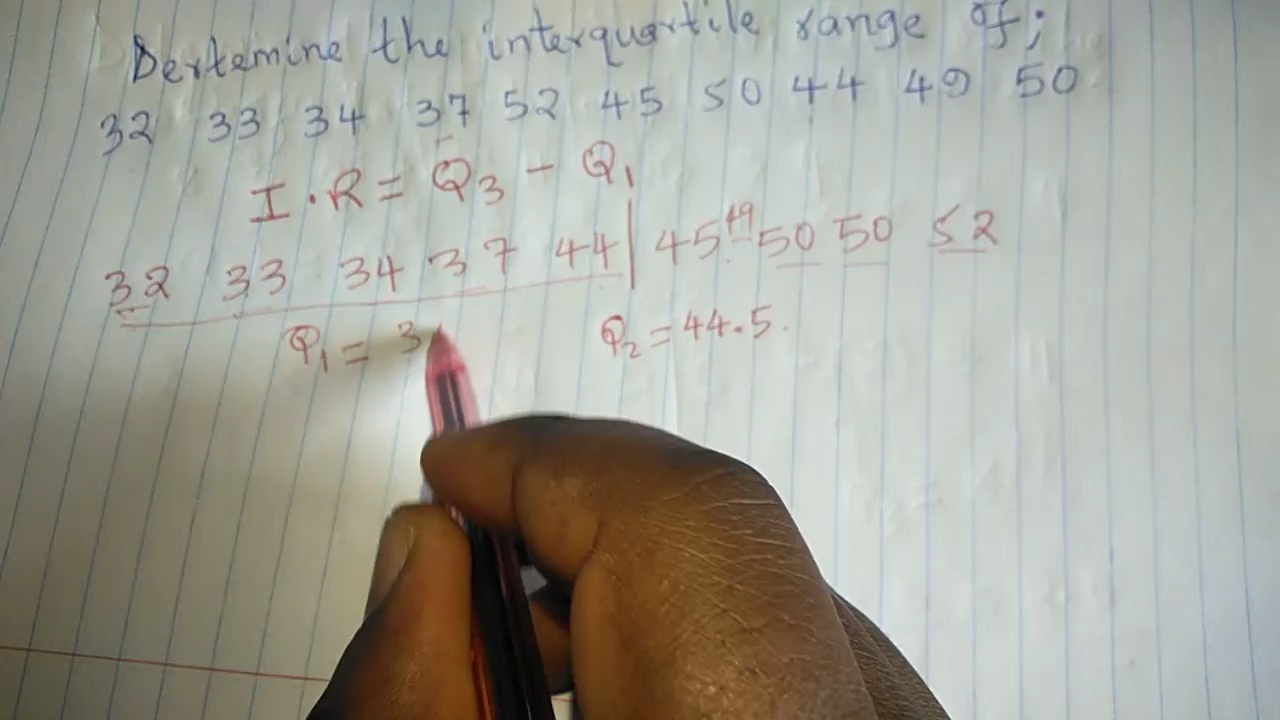 Dertemine the interquartile range of;
32 33 34 37 52 45 50 44 49 50
I.R = Q3 - Q1
32 33 34 37 44 | 45 49 50 50 52
Q1 = 3
Q2 = 44.5.